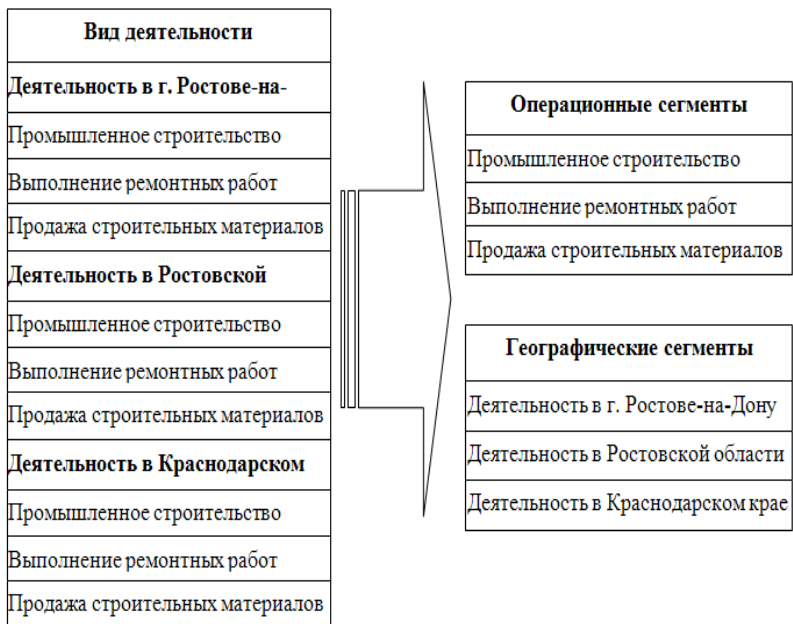 Вид деятельности
Деятельность в г. Ростове-на-
Промышленное строительство
Выполнение ремонтных работ
Продажа строительных материалов
Деятельность в Ростовской
Промышленное строительство
Выполнение ремонтных работ
Продажа строительных материалов
Деятельность в Краснодарском
Промышленное строительство
Выполнение ремонтных работ
Продажа строительных материалов
Операционные сегменты
Промышленное строительство
Выполнение ремонтных работ
Продажа строительных материалов
Географические сегменты
Деятельность в г. Ростове-на-Дону
Деятельность в Ростовской области
Деятельность в Краснодарском крае